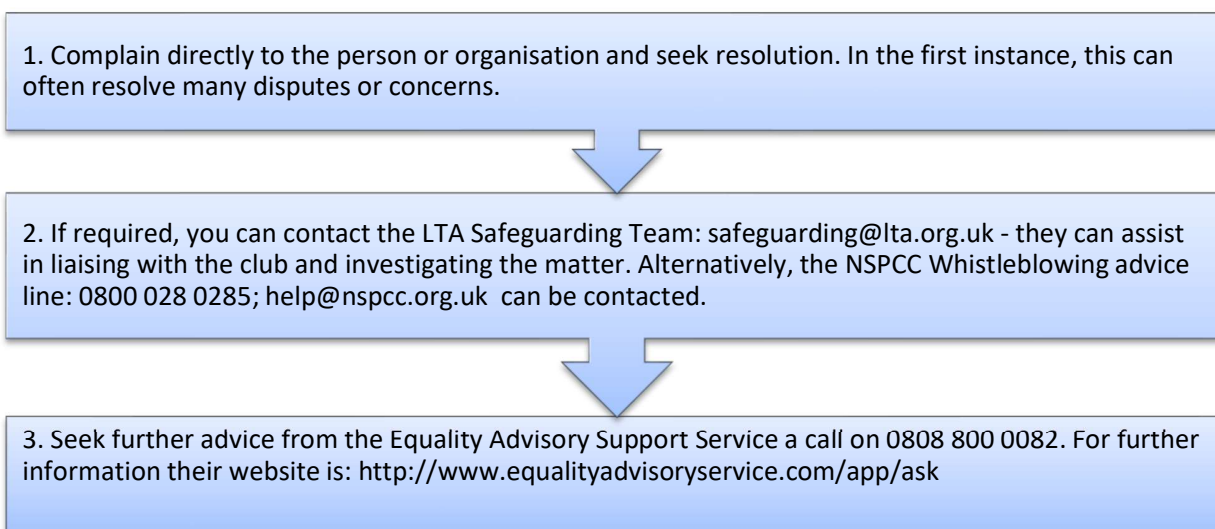 1. Complain directly to the person or organisation and seek resolution. In the first instance, this can
often resolve many disputes or concerns.
2. If required, you can contact the LTA Safeguarding Team: safeguarding@lta.org.uk - they can assist
in liaising with the club and investigating the matter. Alternatively, the NSPCC Whistleblowing advice
line: 0800 028 0285; help@nspcc.org.uk can be contacted.
3. Seek further advice from the Equality Advisory Support Service a call on 0808 800 0082. For further
information their website is: http://www.equalityadvisoryservice.com/app/ask